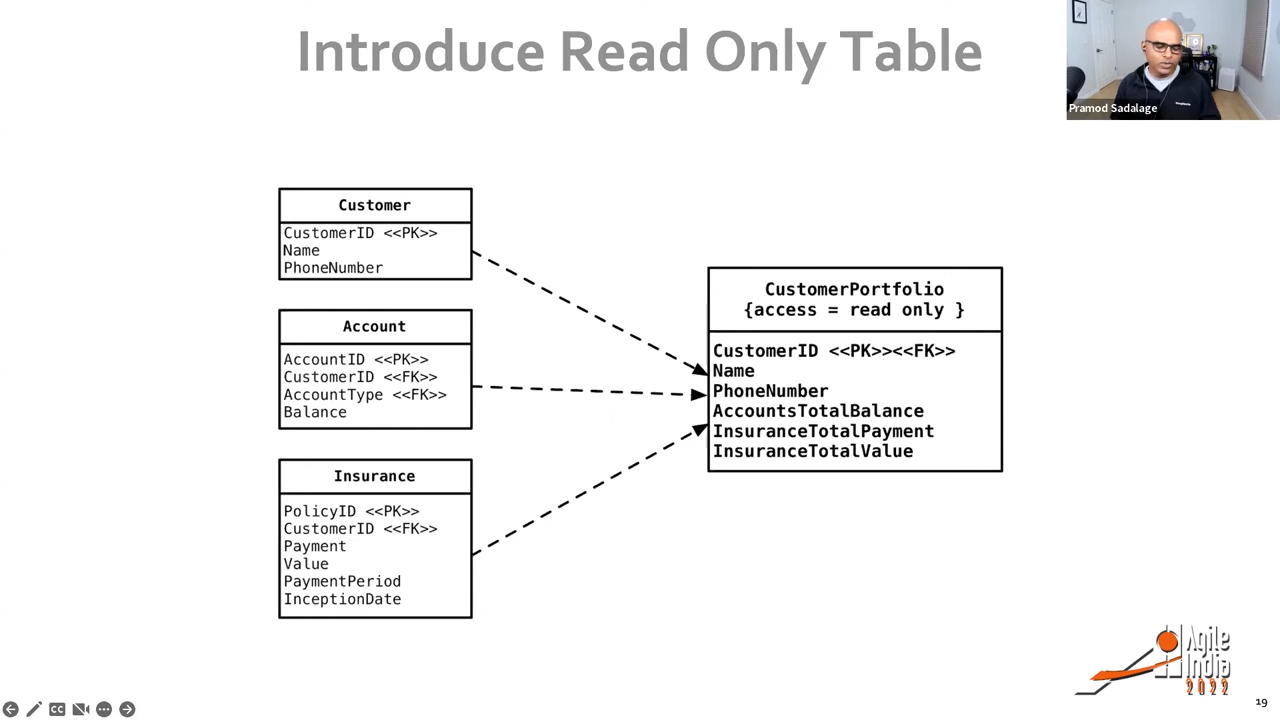 Introduce Read Only Table
Pramod Sadalage
Customer
CustomerID <<PK>>
Name
PhoneNumber
Account
AccountID <<PK>>
CustomerID <<FK>>
AccountType <<FK>>
Balance
Insurance
PolicyID <<PK>>
CustomerID <<FK>>
Payment
Value
PaymentPeriod
InceptionDate
CustomerPortfolio
{access = read only }
CustomerID <<PK>><<FK>>
Name
PhoneNumber
AccountsTotalBalance
InsuranceTotalPayment
InsuranceTotalValue
Agile
India
2022
CC
19